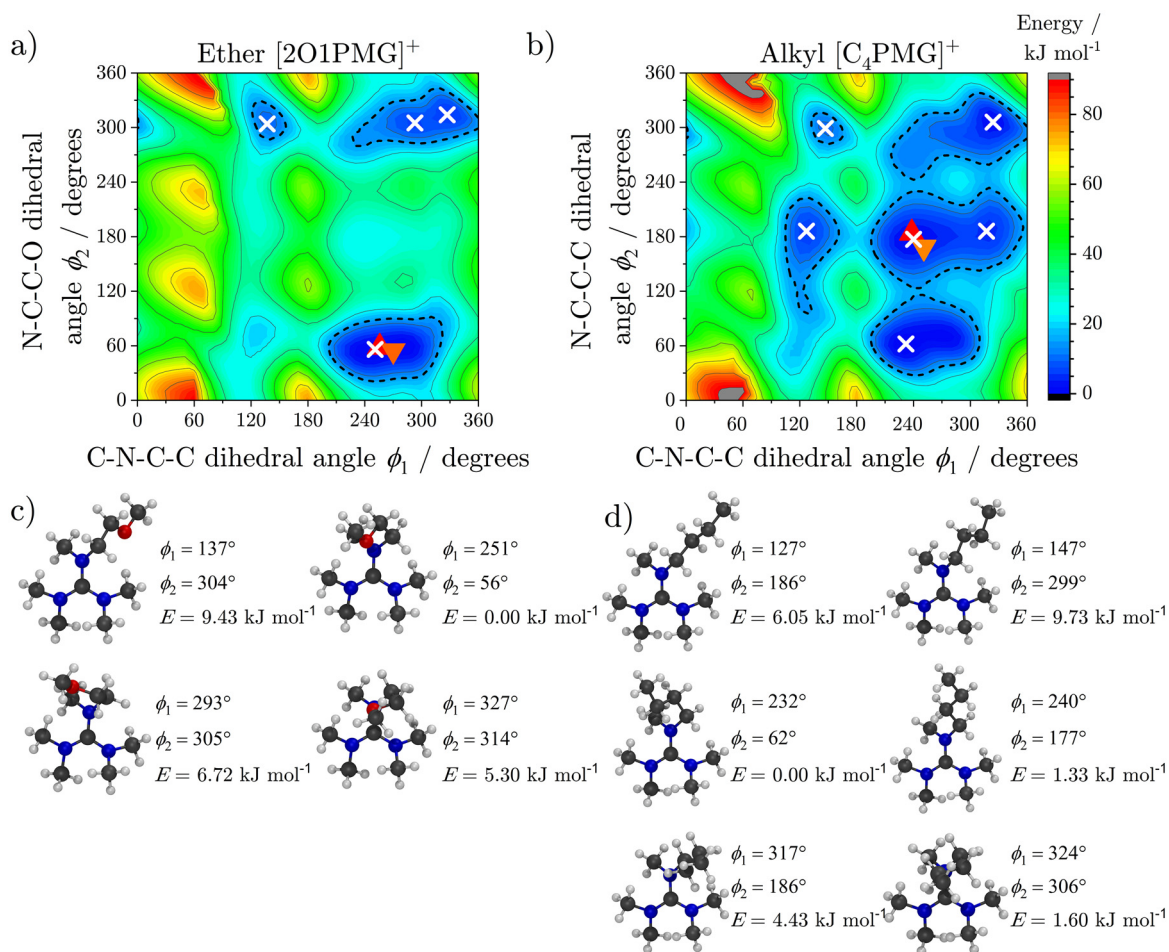 a)
Ether [2O1PMG]⁺
N-C-C-O dihedral
angle ϕ₂ / degrees
360
300
240
180
120
60
0
0 60 120 180 240 300 360
C-N-C-C dihedral angle ϕ₁ / degrees
b)
Alkyl [C₄PMG]⁺
N-C-C-C dihedral
angle ϕ₂ / degrees
360
300
240
180
120
60
0
0 60 120 180 240 300 360
C-N-C-C dihedral angle ϕ₁ / degrees
Energy /
kJ mol⁻¹
80
60
40
20
0
c)
ϕ₁ = 137°
ϕ₂ = 304°
E = 9.43 kJ mol⁻¹
ϕ₁ = 251°
ϕ₂ = 56°
E = 0.00 kJ mol⁻¹
ϕ₁ = 293°
ϕ₂ = 305°
E = 6.72 kJ mol⁻¹
ϕ₁ = 327°
ϕ₂ = 314°
E = 5.30 kJ mol⁻¹
d)
ϕ₁ = 127°
ϕ₂ = 186°
E = 6.05 kJ mol⁻¹
ϕ₁ = 147°
ϕ₂ = 299°
E = 9.73 kJ mol⁻¹
ϕ₁ = 232°
ϕ₂ = 62°
E = 0.00 kJ mol⁻¹
ϕ₁ = 240°
ϕ₂ = 177°
E = 1.33 kJ mol⁻¹
ϕ₁ = 317°
ϕ₂ = 186°
E = 4.43 kJ mol⁻¹
ϕ₁ = 324°
ϕ₂ = 306°
E = 1.60 kJ mol⁻¹